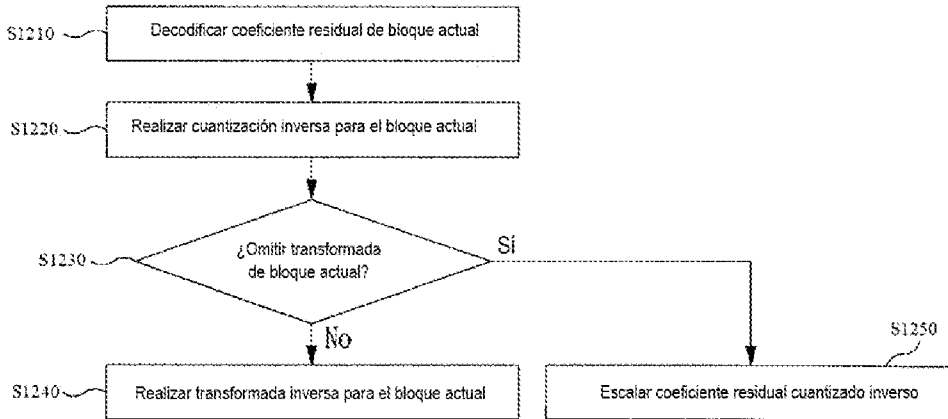 S1210
Decodificar coeficiente residual de bloque actual
S1220
Realizar cuantización inversa para el bloque actual
S1230
¿Omitir transformada
de bloque actual?
Sí
No
S1240
Realizar transformada inversa para el bloque actual
S1250
Escalar coeficiente residual cuantizado inverso